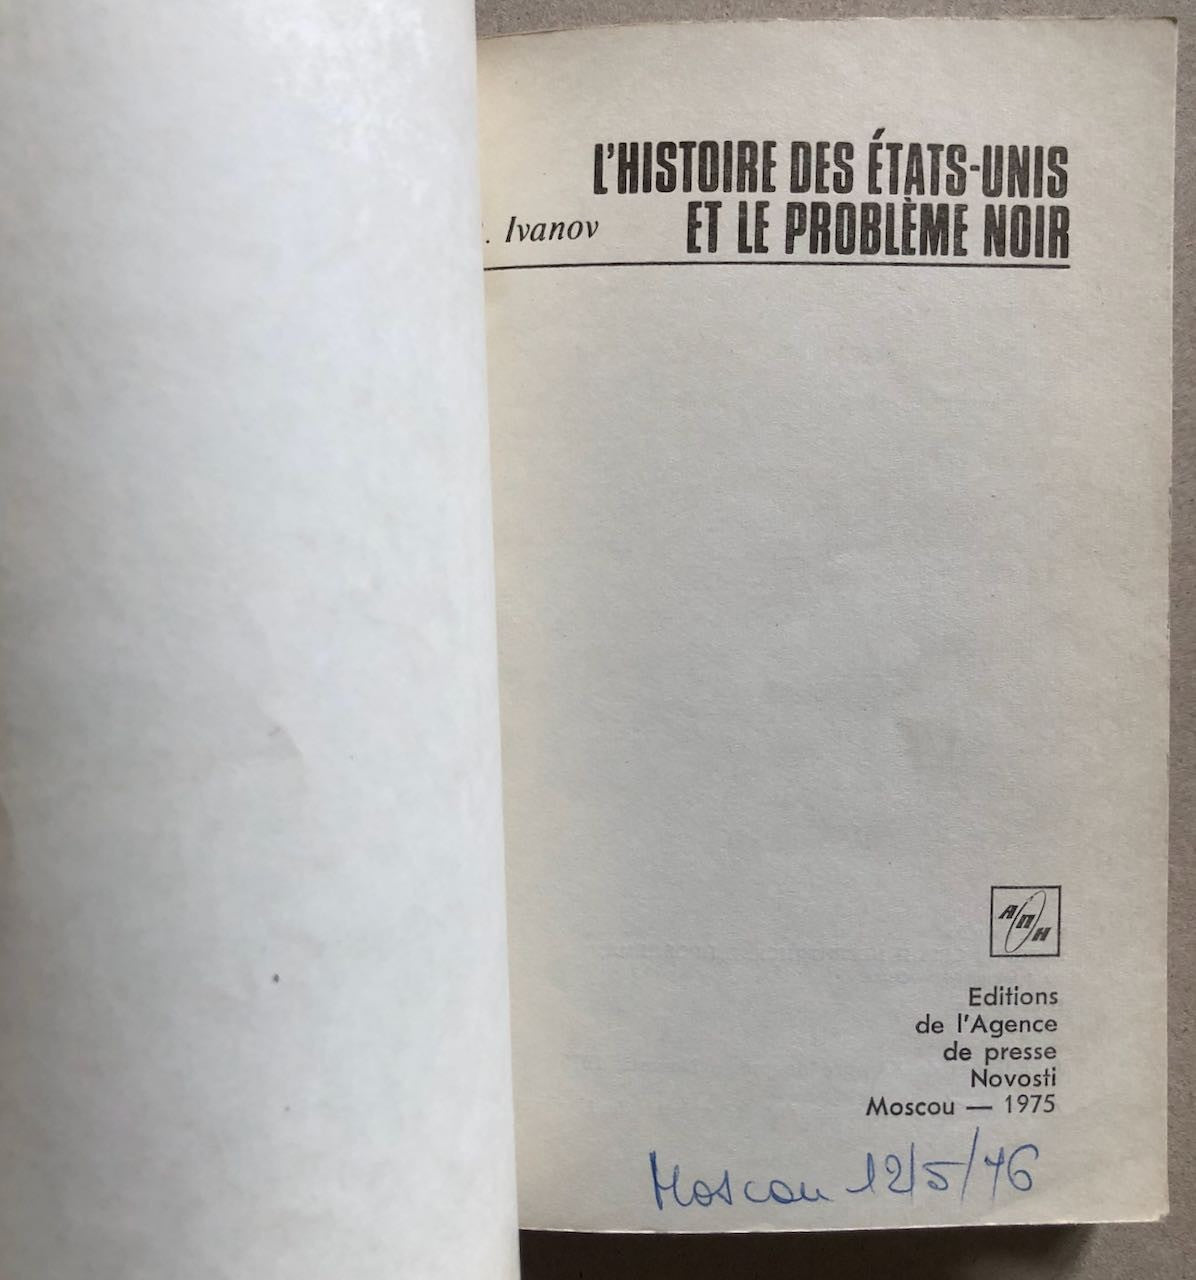 L'HISTOIRE DES ÉTATS-UNIS
ET LE PROBLÈME NOIR
. Ivanov
АПН
Editions
de l'Agence
de presse
Novosti
Moscou — 1975
Moscou 12/5/76